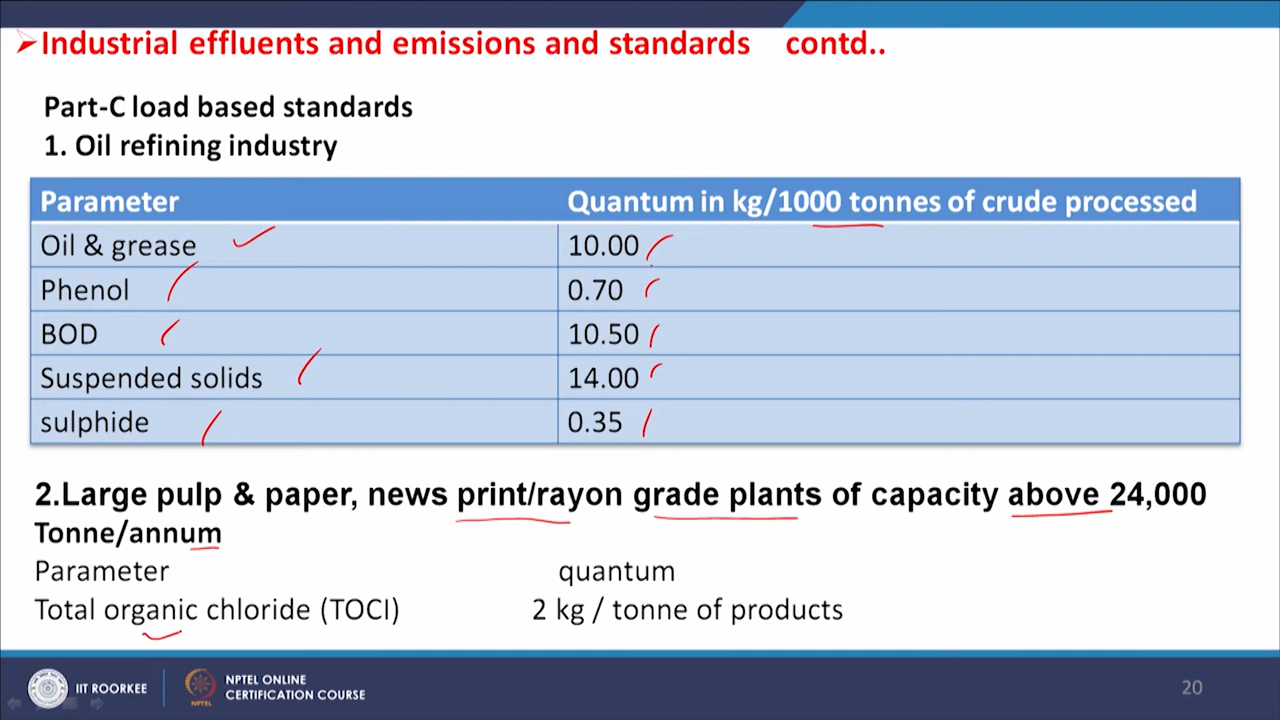 Industrial effluents and emissions and standards contd..
Part-C load based standards
1. Oil refining industry
Parameter Quantum in kg/1000 tonnes of crude processed
Oil & grease 10.00
Phenol 0.70
BOD 10.50
Suspended solids 14.00
sulphide 0.35
2.Large pulp & paper, news print/rayon grade plants of capacity above 24,000
Tonne/annum
Parameter quantum
Total organic chloride (TOCI) 2 kg / tonne of products
IIT ROORKEE
NPTEL
NPTEL ONLINE
CERTIFICATION COURSE
20